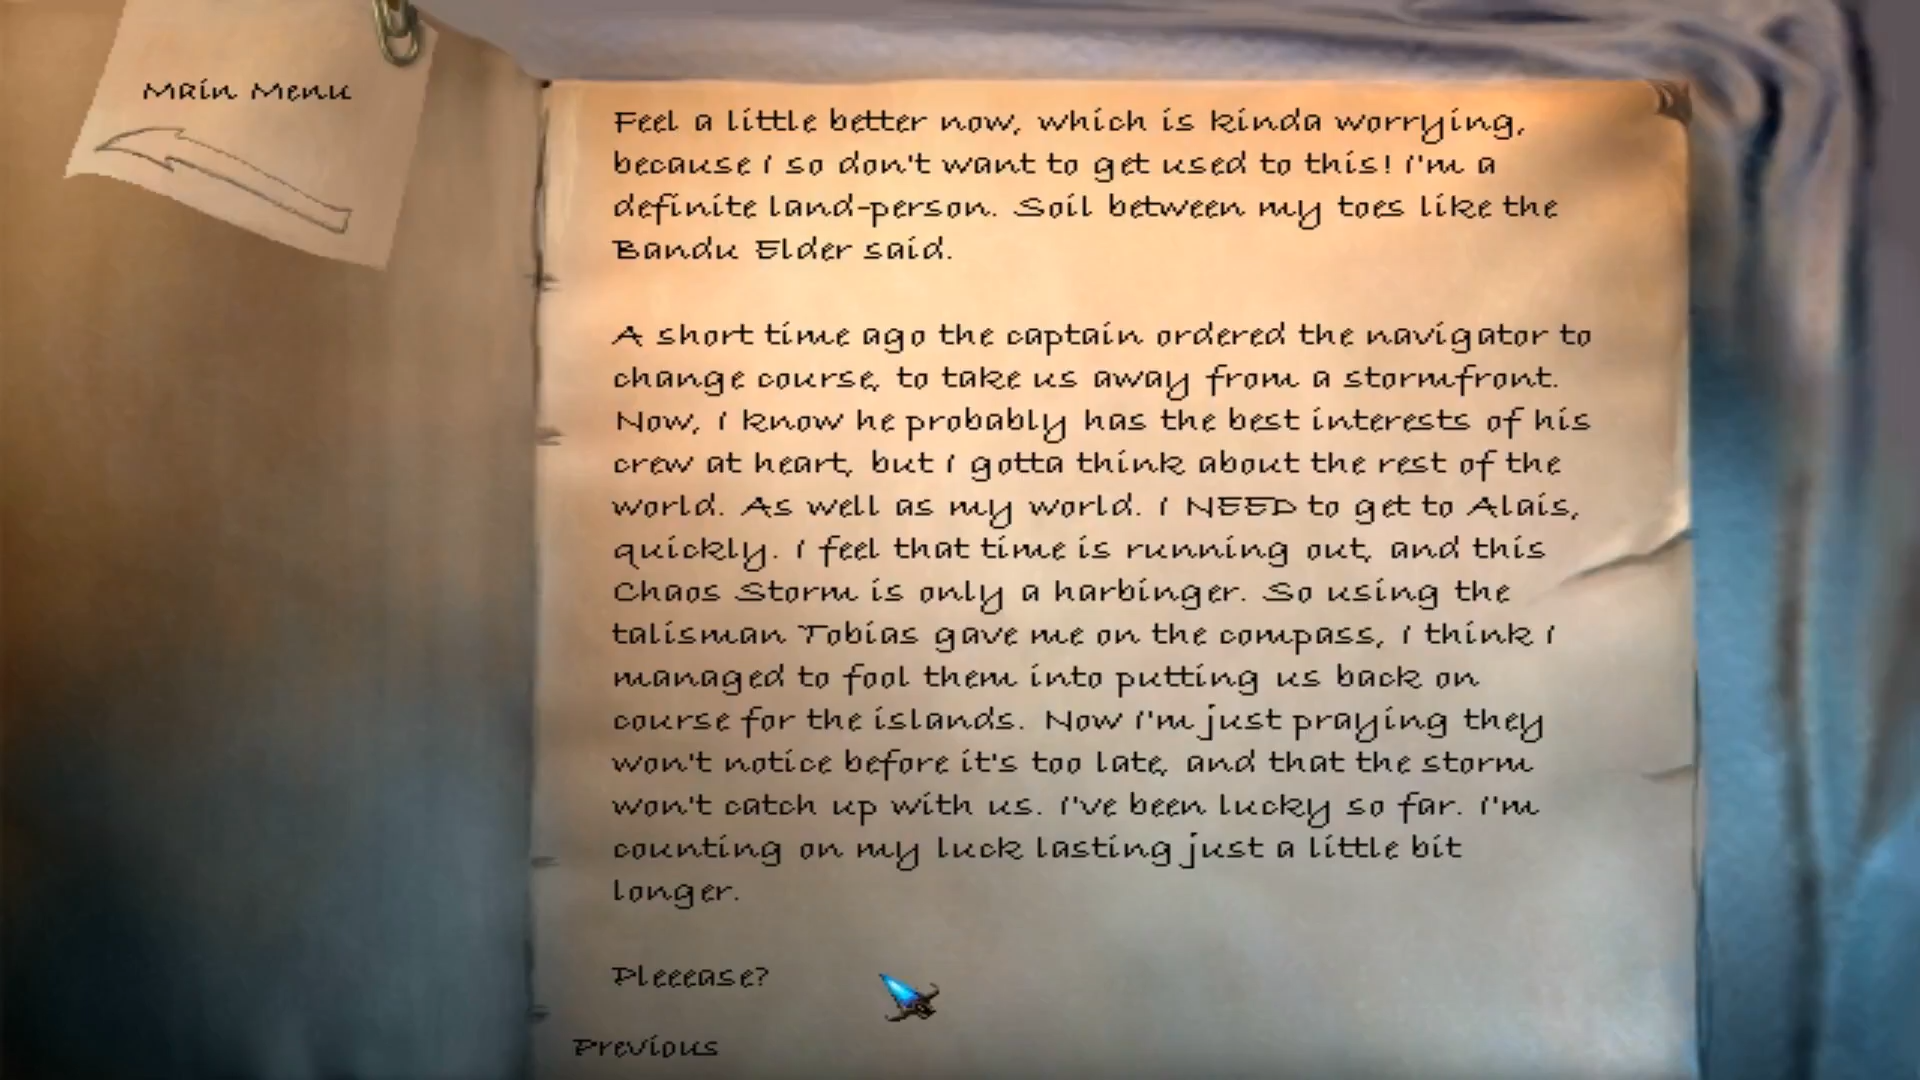 Main Menu
Feel a little better now, which is kinda worrying,
because I so don't want to get used to this! I'm a
definite land-person. Soil between my toes like the
Bandu Elder said.
A short time ago the captain ordered the navigator to
change course, to take us away from a stormfront.
Now, I know he probably has the best interests of his
crew at heart, but I gotta think about the rest of the
world. As well as my world. I NEED to get to Alais,
quickly. I feel that time is running out, and this
Chaos Storm is only a harbinger. So using the
talisman Tobias gave me on the compass, I think I
managed to fool them into putting us back on
course for the islands. Now I'm just praying they
won't notice before it's too late, and that the storm
won't catch up with us. I've been lucky so far. I'm
counting on my luck lasting just a little bit
longer.
Pleeease?
Previous